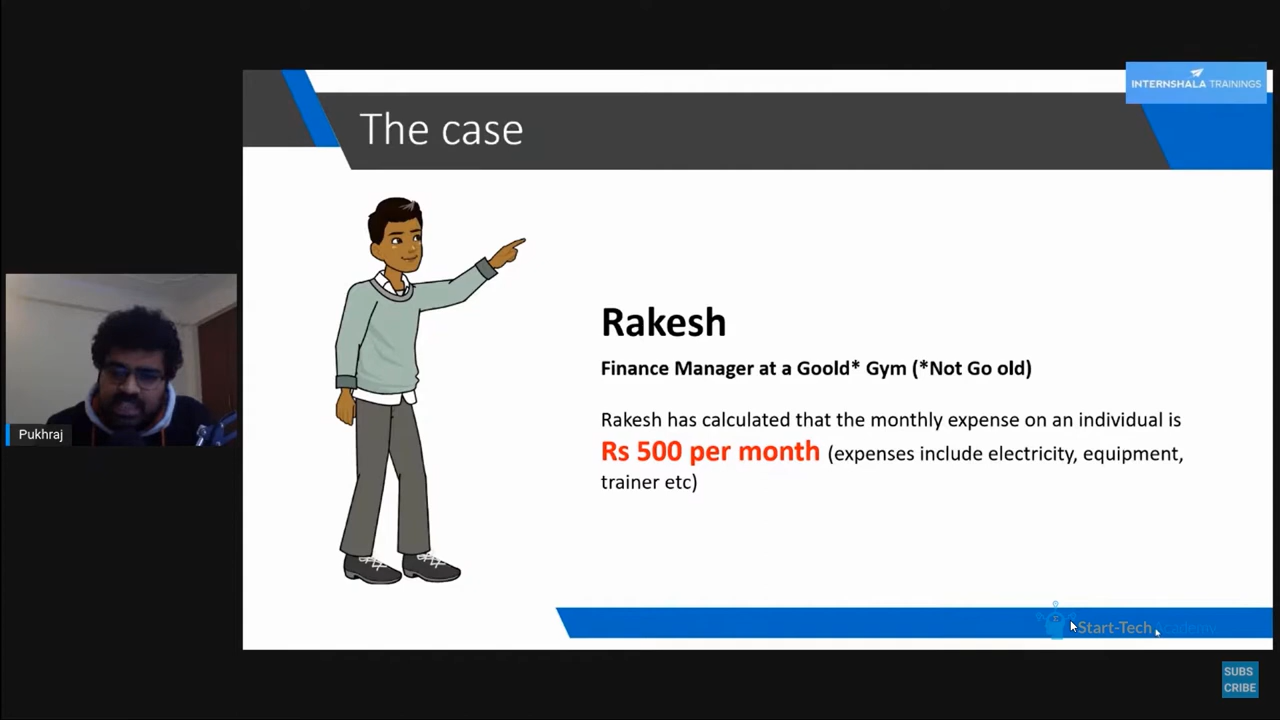 INTERNSHALA TRAININGS
The case
Rakesh
Finance Manager at a Goold* Gym (*Not Go old)
Rakesh has calculated that the monthly expense on an individual is
Rs 500 per month (expenses include electricity, equipment,
trainer etc)
Pukhraj
Start-Tech Academy
SUBS
CRIBE